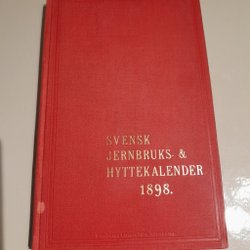 SVENSK
JERNBRUKS- &
HYTTEKALENDER
1898.